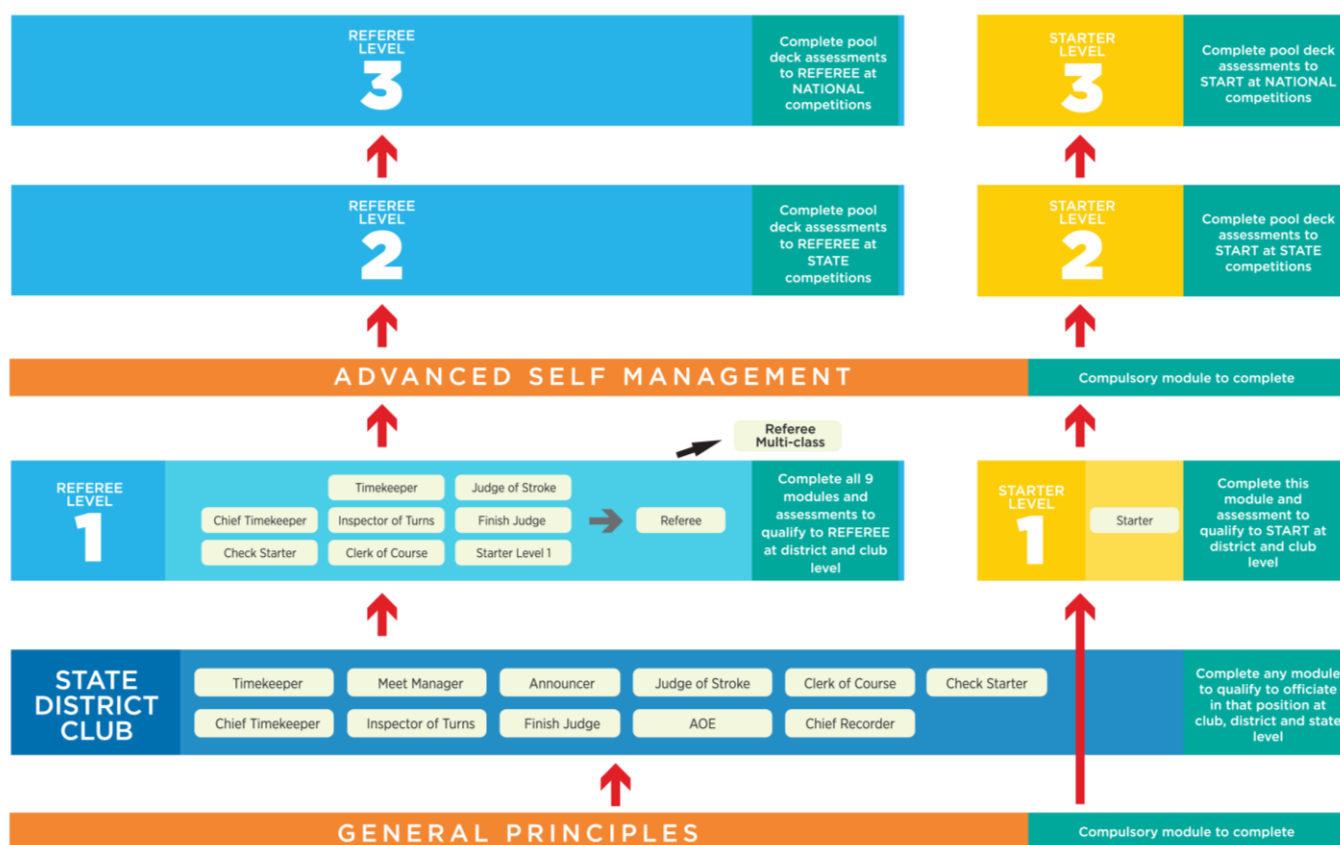 REFEREE
LEVEL
3
Complete pool
deck assessments
to REFEREE at
NATIONAL
competitions
STARTER
LEVEL
3
Complete pool deck
assessments to
START at NATIONAL
competitions
REFEREE
LEVEL
2
Complete pool
deck assessments
to REFEREE at
STATE
competitions
STARTER
LEVEL
2
Complete pool deck
assessments to
START at STATE
competitions
ADVANCED SELF MANAGEMENT
Compulsory module to complete
Referee
Multi-class
REFEREE
LEVEL
1
Timekeeper
Judge of Stroke
Chief Timekeeper
Inspector of Turns
Finish Judge
Referee
Check Starter
Clerk of Course
Starter Level 1
Complete all 9
modules and
assessments to
qualify to REFEREE
at district and club
level
STARTER
LEVEL
1
Starter
Complete this
module and
assessment to
qualify to START at
district and club
level
STATE
DISTRICT
CLUB
Timekeeper
Meet Manager
Announcer
Judge of Stroke
Clerk of Course
Check Starter
Chief Timekeeper
Inspector of Turns
Finish Judge
AOE
Chief Recorder
Complete any module
to qualify to officiate
in that position at
club, district and state
level
GENERAL PRINCIPLES
Compulsory module to complete